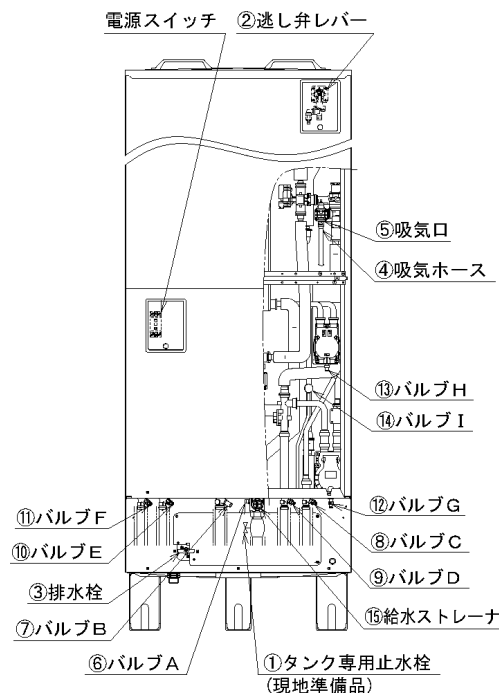 電源スイッチ
②逃し弁レバー
⑤吸気口
④吸気ホース
⑬バルブH
⑭バルブI
⑫バルブG
⑪バルブF
⑩バルブE
⑧バルブC
⑨バルブD
③排水栓
⑦バルブB
⑮給水ストレーナ
⑥バルブA
①タンク専用止水栓
(現地準備品)